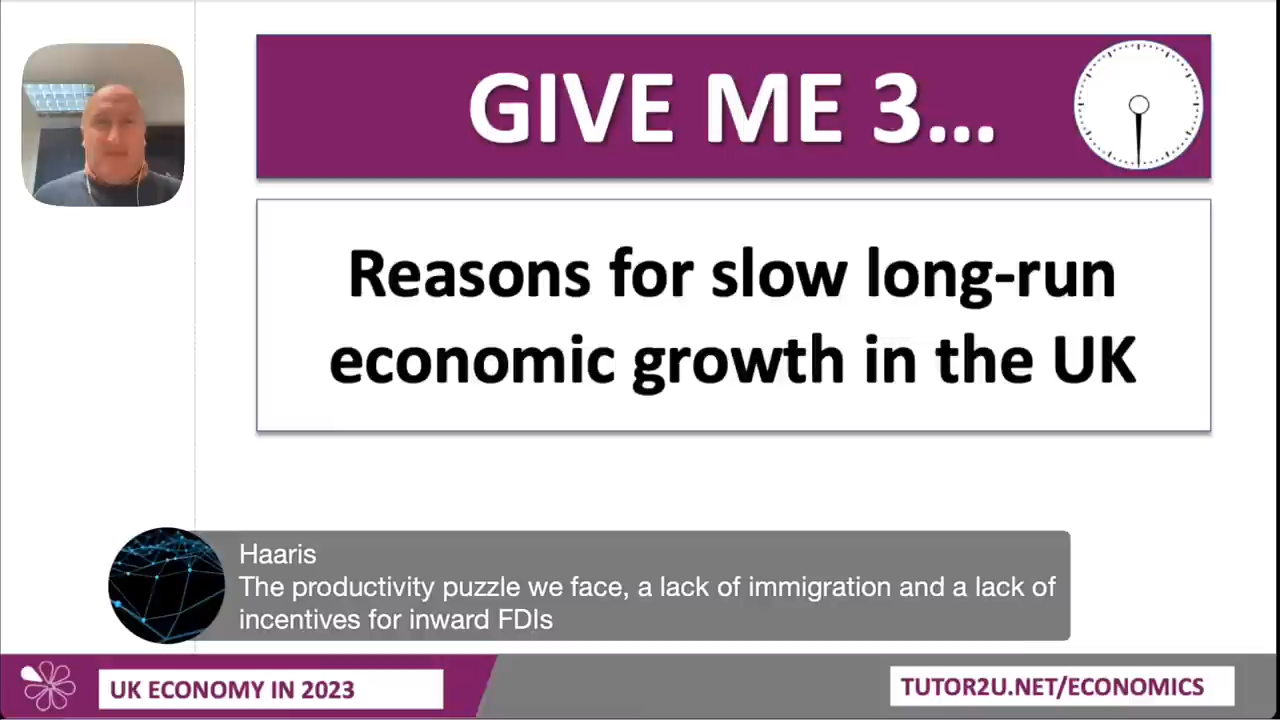 GIVE ME 3...
Reasons for slow long-run
economic growth in the UK
Haaris
The productivity puzzle we face, a lack of immigration and a lack of
incentives for inward FDIs
UK ECONOMY IN 2023
TUTOR2U.NET/ECONOMICS